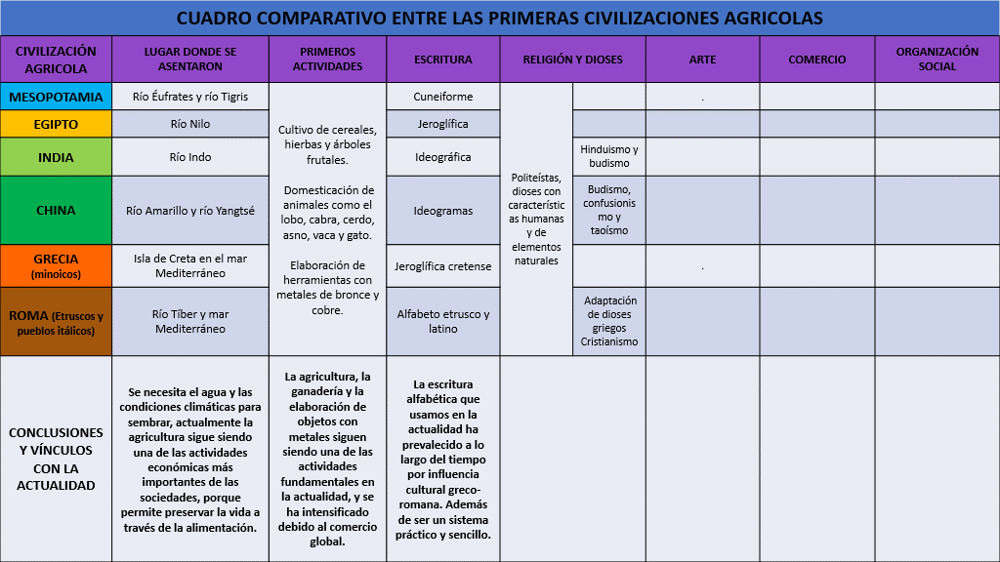 CUADRO COMPARATIVO ENTRE LAS PRIMERAS CIVILIZACIONES AGRICOLAS
CIVILIZACIÓN
AGRICOLA
LUGAR DONDE SE
ASENTARON
PRIMEROS
ACTIVIDADES
ESCRITURA
RELIGIÓN Y DIOSES
ARTE
COMERCIO
ORGANIZACIÓN
SOCIAL
MESOPOTAMIA
Río Éufrates y río Tigris
Cultivo de cereales,
hierbas y árboles
frutales.
Domesticación de
animales como el
lobo, cabra, cerdo,
asno, vaca y gato.
Elaboración de
herramientas con
metales de bronce y
cobre.
Cuneiforme
Politeístas,
dioses con
característic
as humanas
y de
elementos
naturales
.
EGIPTO
Río Nilo
Jeroglífica
INDIA
Río Indo
Ideográfica
Hinduismo y
budismo
CHINA
Río Amarillo y río Yangtsé
Ideogramas
Budismo,
confusionis
mo y
taoísmo
GRECIA
(minoicos)
Isla de Creta en el mar
Mediterráneo
Jeroglífica cretense
.
ROMA (Etruscos y
pueblos itálicos)
Río Tíber y mar
Mediterráneo
Alfabeto etrusco y
latino
Adaptación
de dioses
griegos
Cristianismo
CONCLUSIONES
Y VÍNCULOS
CON LA
ACTUALIDAD
Se necesita el agua y las
condiciones climáticas para
sembrar, actualmente la
agricultura sigue siendo
una de las actividades
económicas más
importantes de las
sociedades, porque
permite preservar la vida a
través de la alimentación.
La agricultura, la
ganadería y la
elaboración de
objetos con
metales siguen
siendo una de las
actividades
fundamentales en
la actualidad, y se
ha intensificado
debido al comercio
global.
La escritura
alfabética que
usamos en la
actualidad ha
prevalecido a lo
largo del tiempo
por influencia
cultural greco-
romana. Además
de ser un sistema
práctico y sencillo.